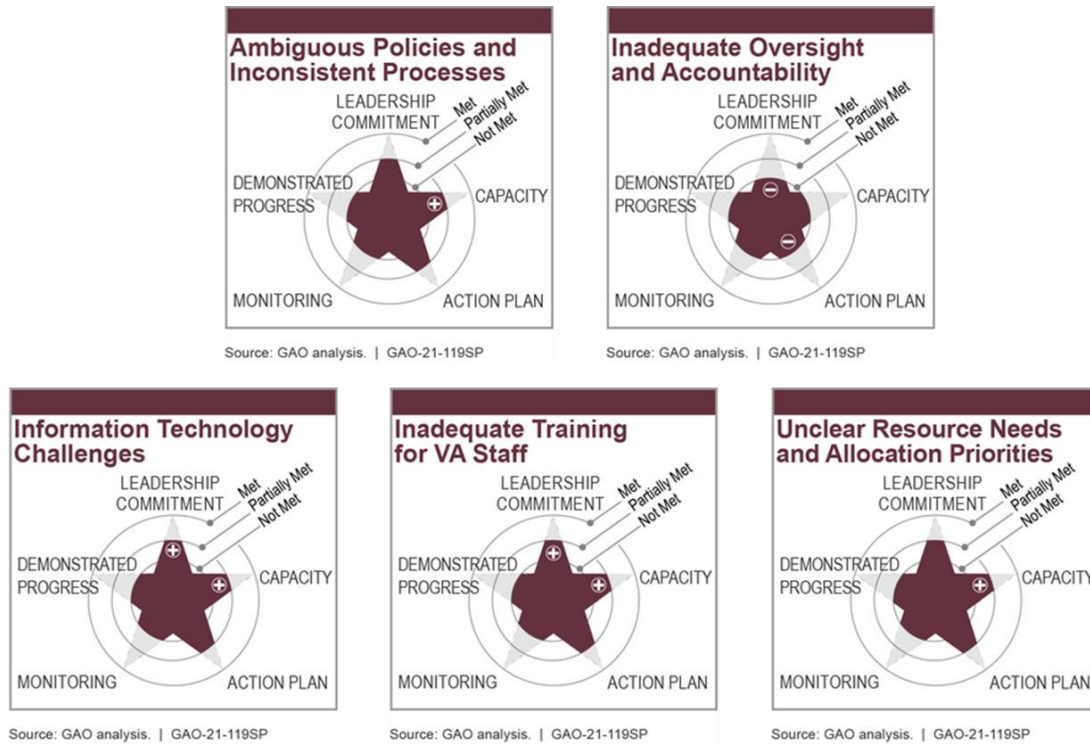 Ambiguous Policies and
Inconsistent Processes
LEADERSHIP
COMMITMENT
Met
Partially Met
Not Met
DEMONSTRATED
PROGRESS
CAPACITY
MONITORING
ACTION PLAN
Source: GAO analysis. | GAO-21-119SP
Inadequate Oversight
and Accountability
LEADERSHIP
COMMITMENT
Met
Partially Met
Not Met
DEMONSTRATED
PROGRESS
CAPACITY
MONITORING
ACTION PLAN
Source: GAO analysis. | GAO-21-119SP
Information Technology
Challenges
LEADERSHIP
COMMITMENT
Met
Partially Met
Not Met
DEMONSTRATED
PROGRESS
CAPACITY
MONITORING
ACTION PLAN
Source: GAO analysis. | GAO-21-119SP
Inadequate Training
for VA Staff
LEADERSHIP
COMMITMENT
Met
Partially Met
Not Met
DEMONSTRATED
PROGRESS
CAPACITY
MONITORING
ACTION PLAN
Source: GAO analysis. | GAO-21-119SP
Unclear Resource Needs
and Allocation Priorities
LEADERSHIP
COMMITMENT
Met
Partially Met
Not Met
DEMONSTRATED
PROGRESS
CAPACITY
MONITORING
ACTION PLAN
Source: GAO analysis. | GAO-21-119SP